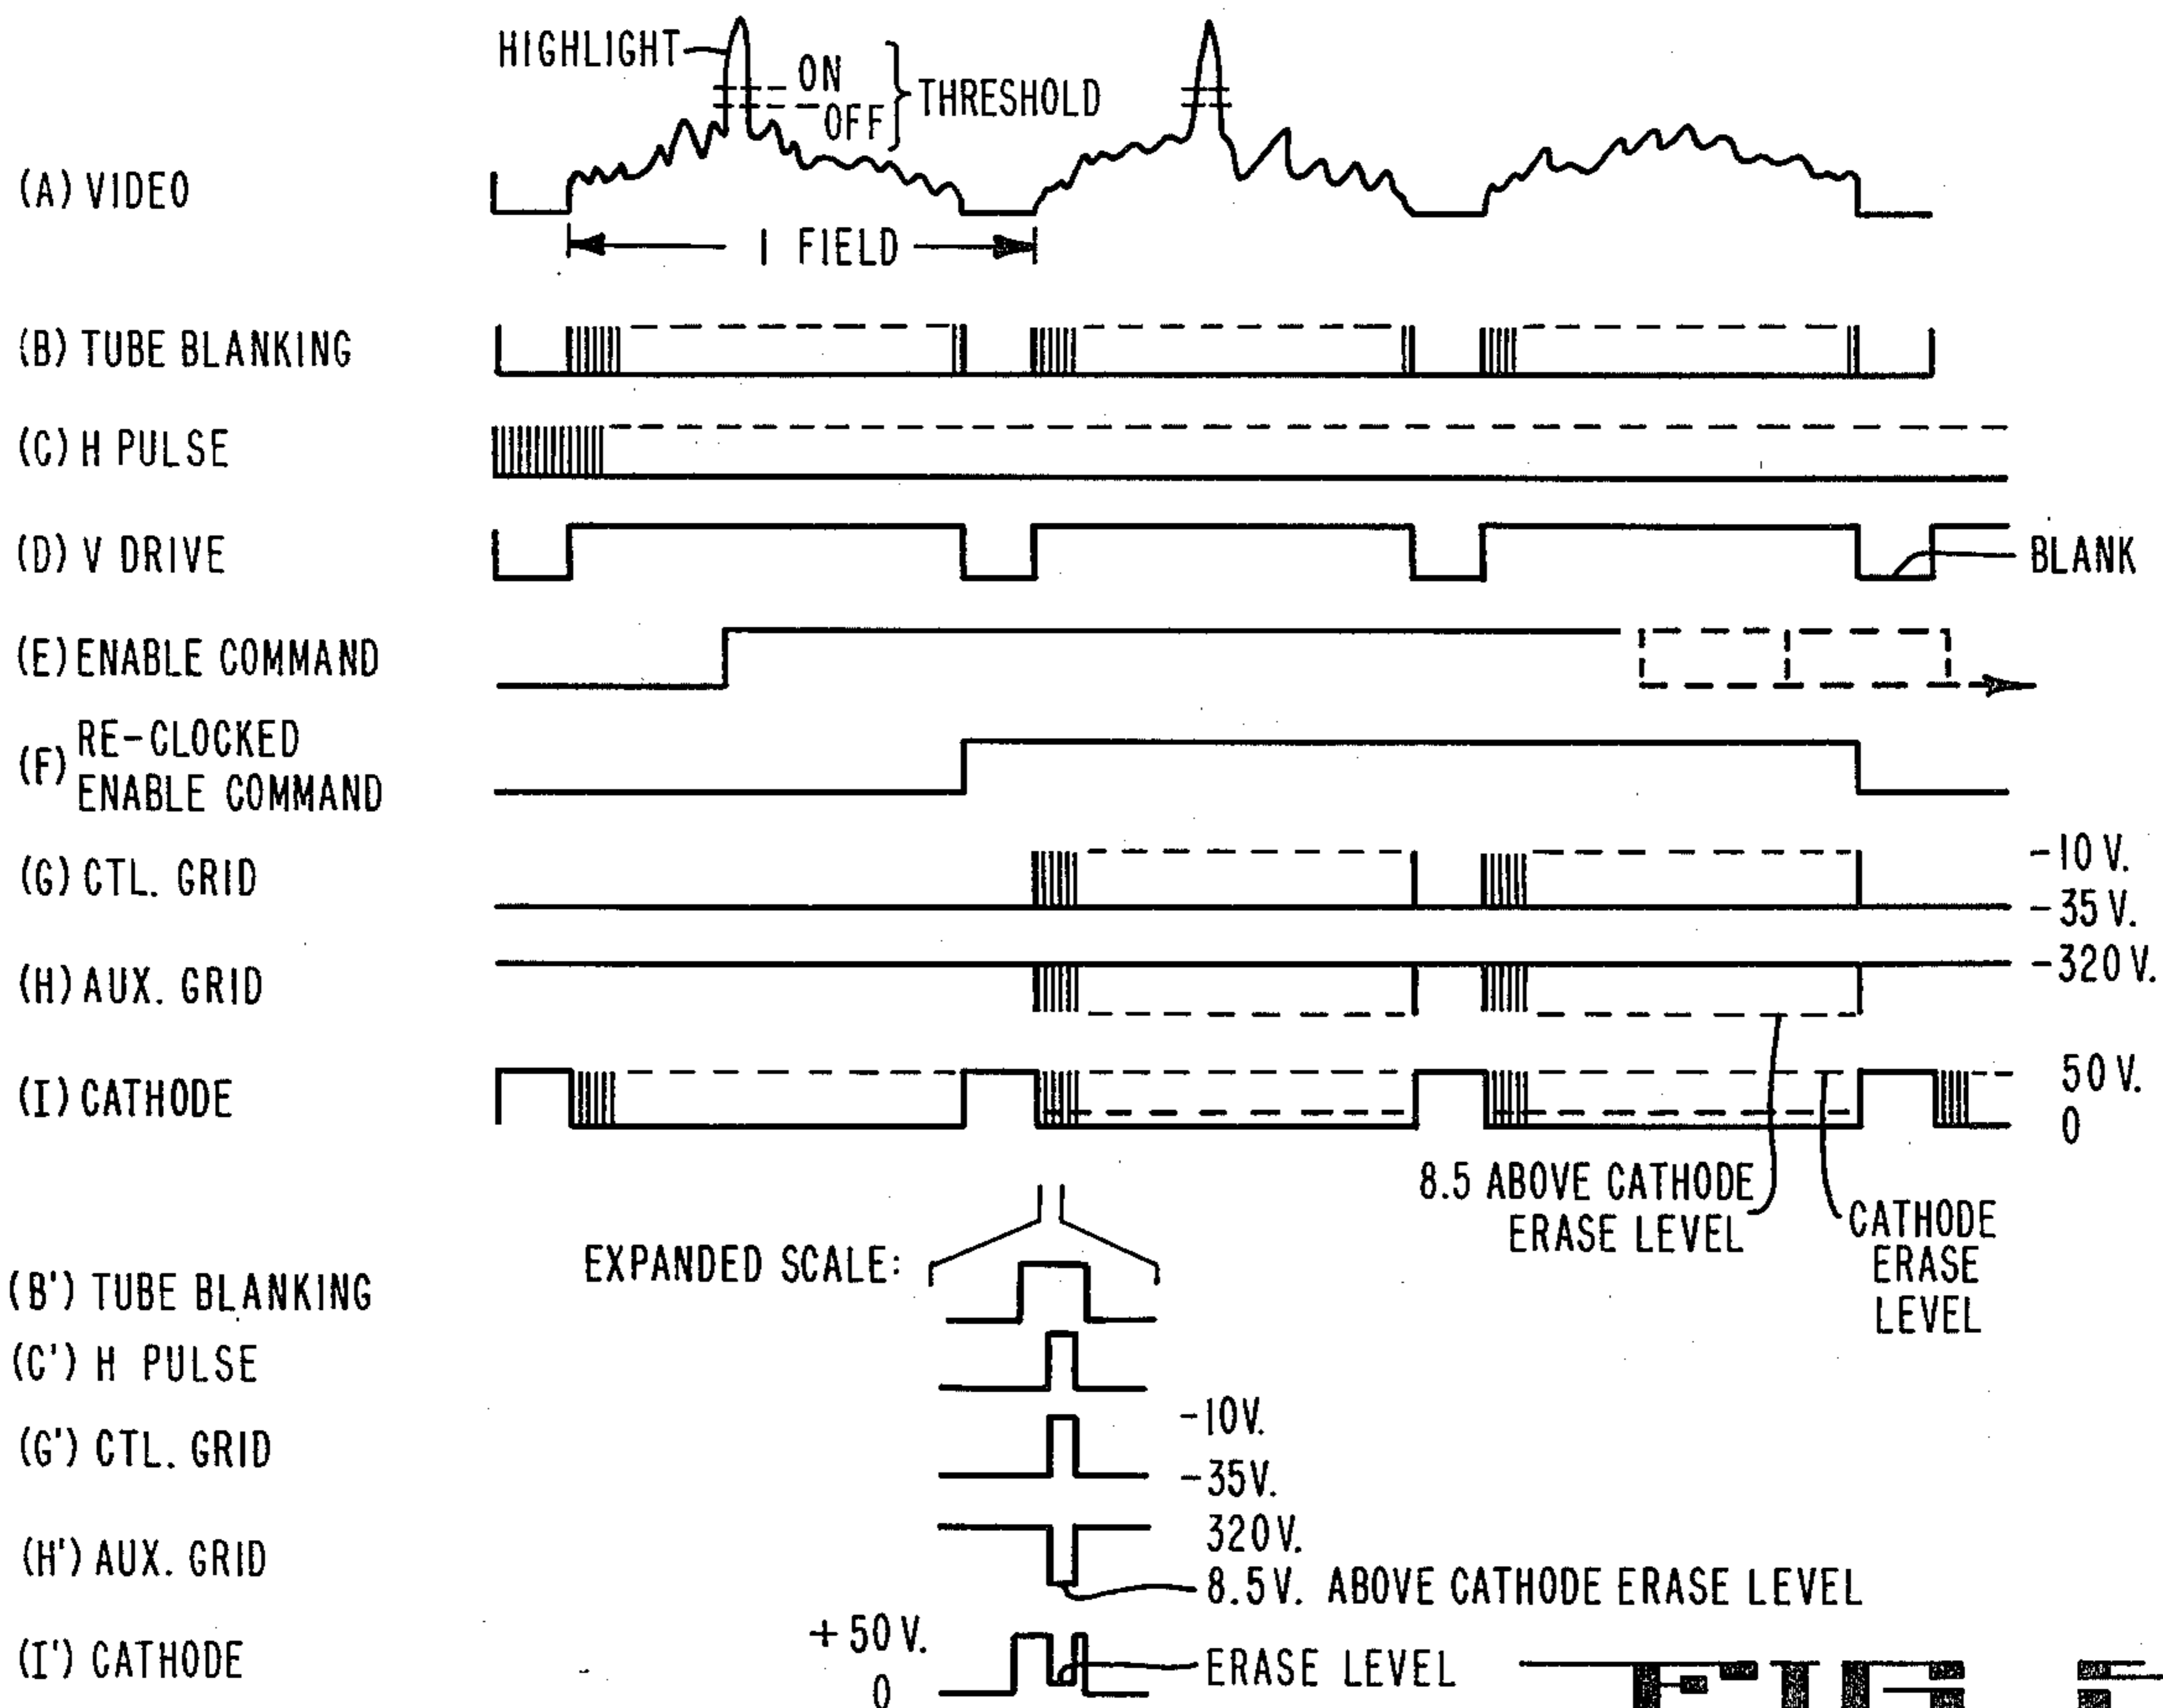 HIGHLIGHT
ON
OFF
THRESHOLD
(A) VIDEO
1 FIELD
(B) TUBE BLANKING
(C) H PULSE
(D) V DRIVE
BLANK
(E) ENABLE COMMAND
(F) RE-CLOCKED
ENABLE COMMAND
(G) CTL. GRID
-10 V.
-35 V.
(H) AUX. GRID
-320 V.
(I) CATHODE
50 V.
0
8.5 ABOVE CATHODE
ERASE LEVEL
CATHODE
ERASE
LEVEL
EXPANDED SCALE:
(B') TUBE BLANKING
(C') H PULSE
(G') CTL. GRID
-10V.
-35V.
(H') AUX. GRID
320V.
8.5V. ABOVE CATHODE ERASE LEVEL
(I') CATHODE
+50V.
0
ERASE LEVEL